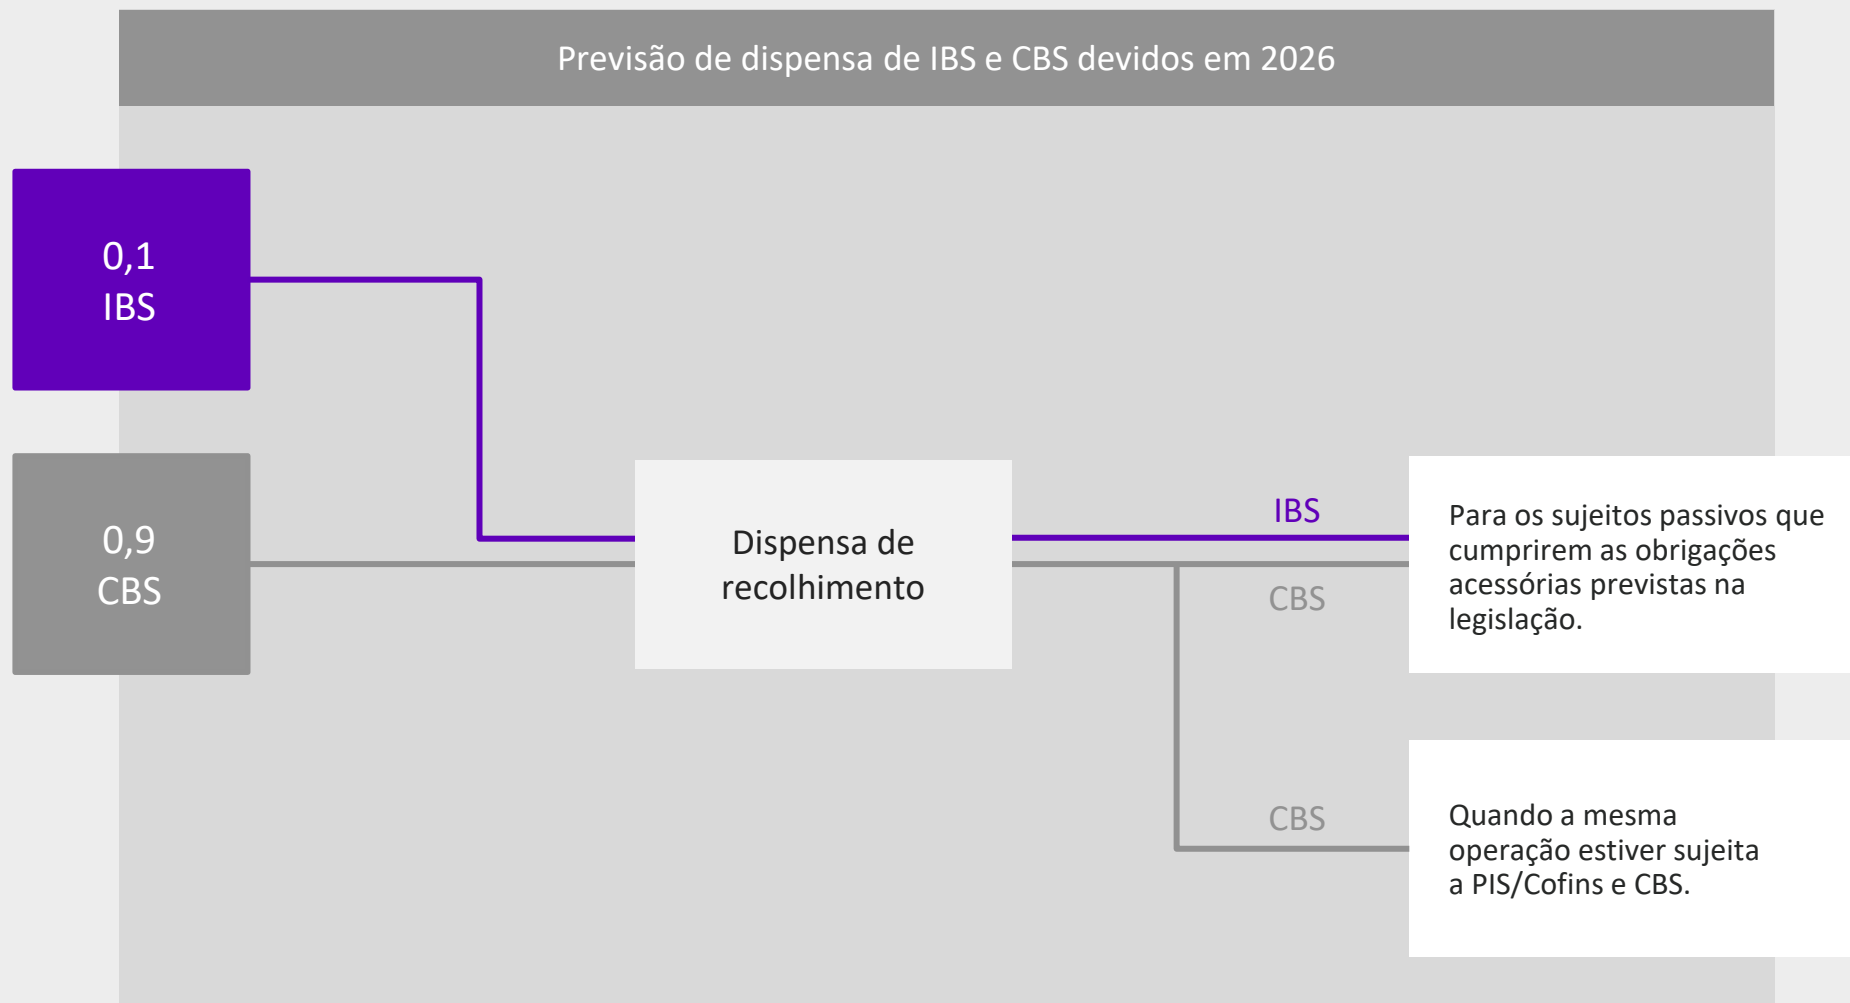 Previsão de dispensa de IBS e CBS devidos em 2026
0,1
IBS
0,9
CBS
Dispensa de
recolhimento
IBS
CBS
Para os sujeitos passivos que
cumprirem as obrigações
acessórias previstas na
legislação.
CBS
Quando a mesma
operação estiver sujeita
a PIS/Cofins e CBS.